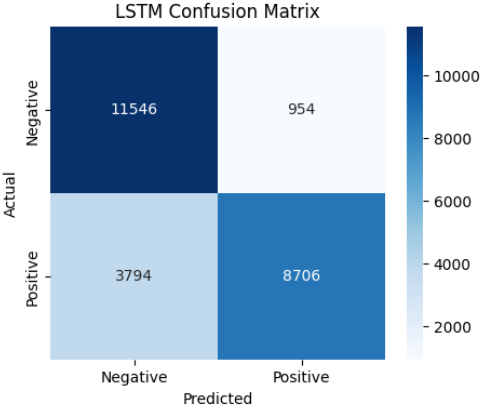 LSTM Confusion Matrix
Negative
11546
954
10000
8000
Actual
6000
Positive
3794
8706
4000
2000
Negative
Positive
Predicted